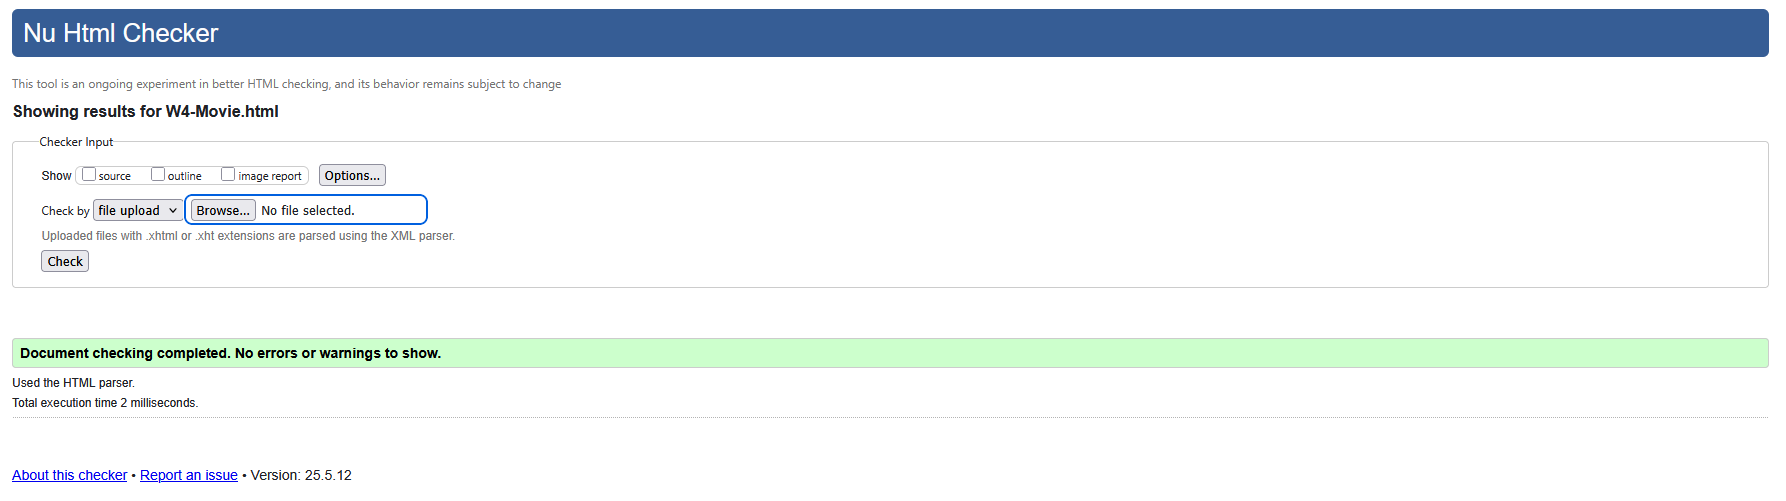 Nu Html Checker
This tool is an ongoing experiment in better HTML checking, and its behavior remains subject to change
Showing results for W4-Movie.html
Checker Input
Show source outline image report Options...
Check by file upload Browse... No file selected.
Uploaded files with .xhtml or .xht extensions are parsed using the XML parser.
Check
Document checking completed. No errors or warnings to show.
Used the HTML parser.
Total execution time 2 milliseconds.
About this checker • Report an issue • Version: 25.5.12